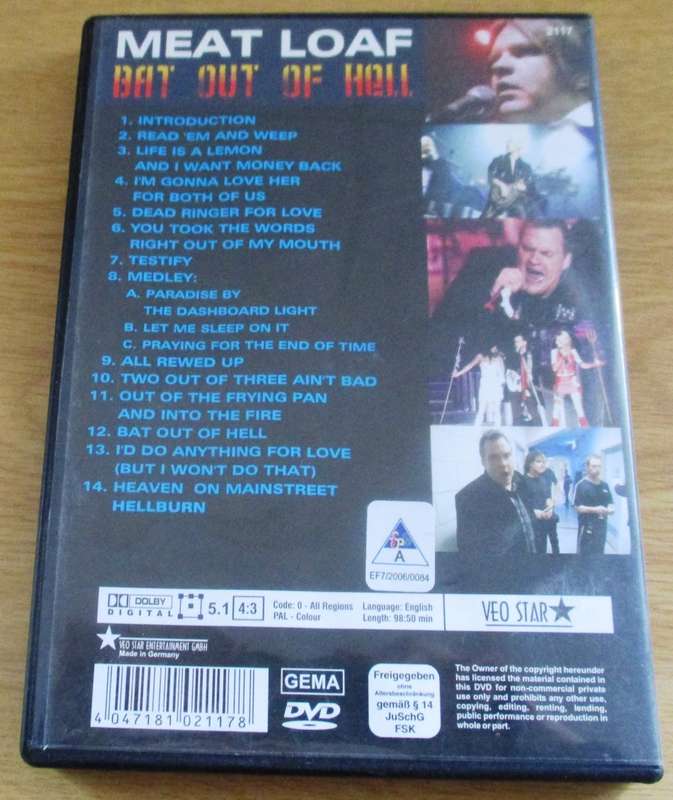 MEAT LOAF
2117
BAT OUT OF HELL
1. INTRODUCTION
2. READ 'EM AND WEEP
3. LIFE IS A LEMON
AND I WANT MONEY BACK
4. I'M GONNA LOVE HER
FOR BOTH OF US
5. DEAD RINGER FOR LOVE
6. YOU TOOK THE WORDS
RIGHT OUT OF MY MOUTH
7. TESTIFY
8. MEDLEY:
A. PARADISE BY
THE DASHBOARD LIGHT
B. LET ME SLEEP ON IT
C. PRAYING FOR THE END OF TIME
9. ALL REWED UP
10. TWO OUT OF THREE AIN'T BAD
11. OUT OF THE FRYING PAN
AND INTO THE FIRE
12. BAT OUT OF HELL
13. I'D DO ANYTHING FOR LOVE
(BUT I WON'T DO THAT)
14. HEAVEN ON MAINSTREET
HELLBURN
A
EF7/2006/0084
DOLBY
DIGITAL
5.1
4:3
Code: 0 - All Regions
PAL - Colour
Language: English
Length: 98:50 min
VEO STAR
VEO STAR ENTERTAINMENT GMBH
Made in Germany
4 047181 021178
GEMA
DVD
Freigegeben
ohne
Altersbeschränkung
gemäß § 14
JuSchG
FSK
The Owner of the copyright hereunder
has licensed the material contained in
this DVD for non-commercial private
use only and prohibits any other use,
copying, editing, renting, lending,
public performance or reproduction in
whole or part.